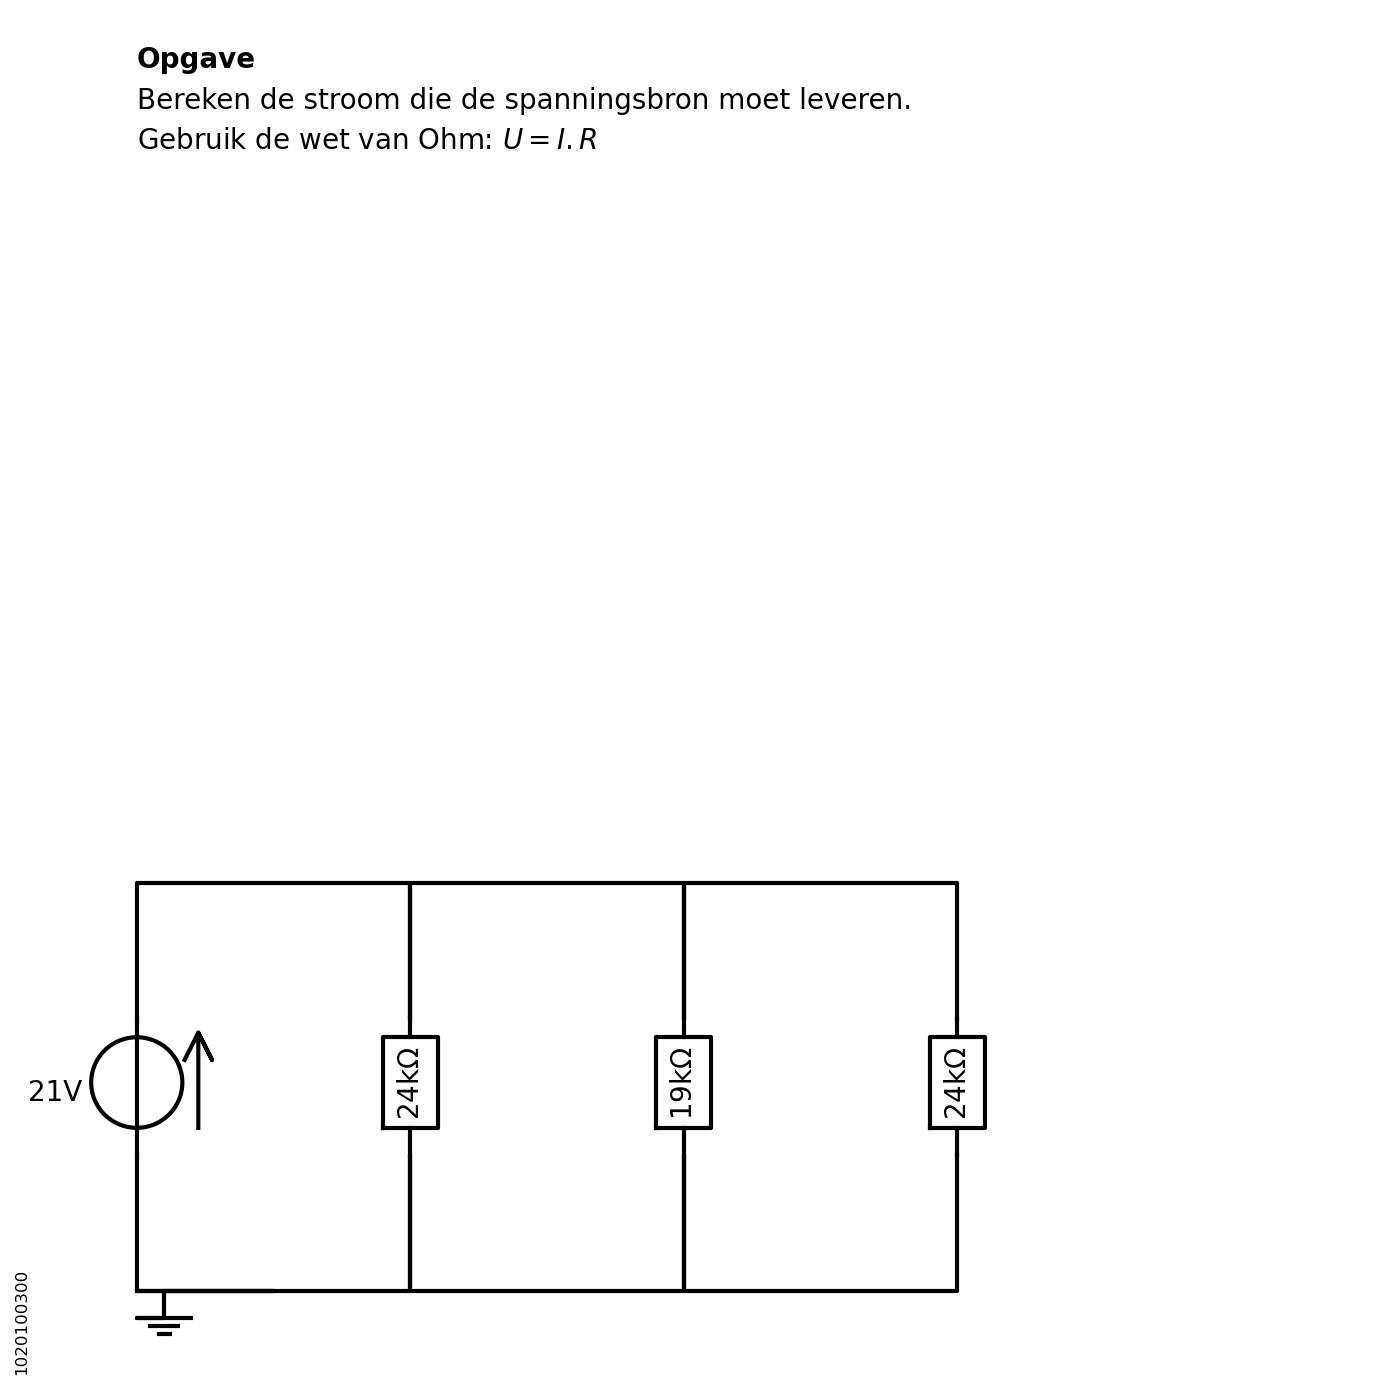 Opgave
Bereken de stroom die de spanningsbron moet leveren.
Gebruik de wet van Ohm: U = I. R
21V
24kΩ
19kΩ
24kΩ
1020100300